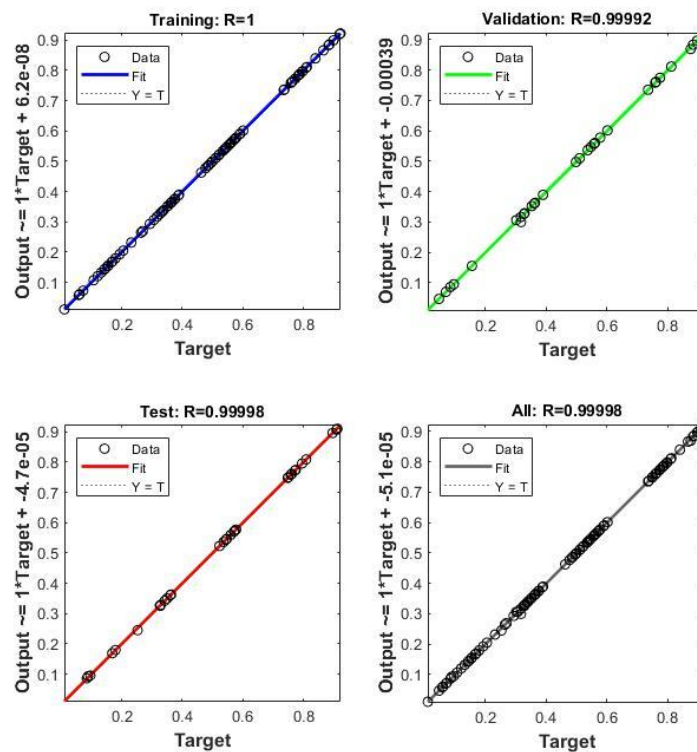 Training: R=1
Output ~= 1*Target + 6.2e-08
0.9
0.8
0.7
0.6
0.5
0.4
0.3
0.2
0.1
Data
Fit
Y = T
0.2
0.4
0.6
0.8
Target
Validation: R=0.99992
Output ~= 1*Target + -0.00039
0.9
0.8
0.7
0.6
0.5
0.4
0.3
0.2
0.1
Data
Fit
Y = T
0.2
0.4
0.6
0.8
Target
Test: R=0.99998
Output ~= 1*Target + -4.7e-05
0.9
0.8
0.7
0.6
0.5
0.4
0.3
0.2
0.1
Data
Fit
Y = T
0.2
0.4
0.6
0.8
Target
All: R=0.99998
Output ~= 1*Target + -5.1e-05
0.9
0.8
0.7
0.6
0.5
0.4
0.3
0.2
0.1
Data
Fit
Y = T
0.2
0.4
0.6
0.8
Target